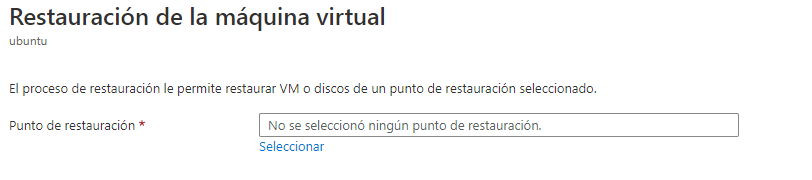 Restauración de la máquina virtual
ubuntu
El proceso de restauración le permite restaurar VM o discos de un punto de restauración seleccionado.
Punto de restauración * No se seleccionó ningún punto de restauración.
Seleccionar